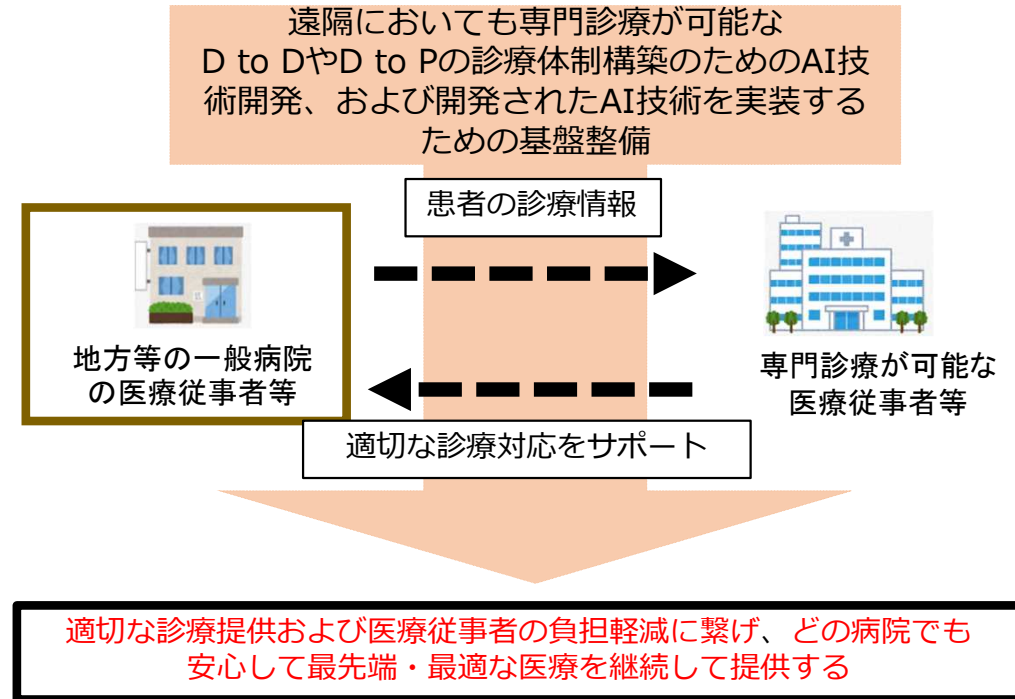 遠隔においても専門診療が可能な
D to DやD to Pの診療体制構築のためのAI技
術開発、および開発されたAI技術を実装する
ための基盤整備
患者の診療情報
地方等の一般病院
の医療従事者等
専門診療が可能な
医療従事者等
適切な診療対応をサポート
適切な診療提供および医療従事者の負担軽減に繋げ、どの病院でも
安心して最先端・最適な医療を継続して提供する